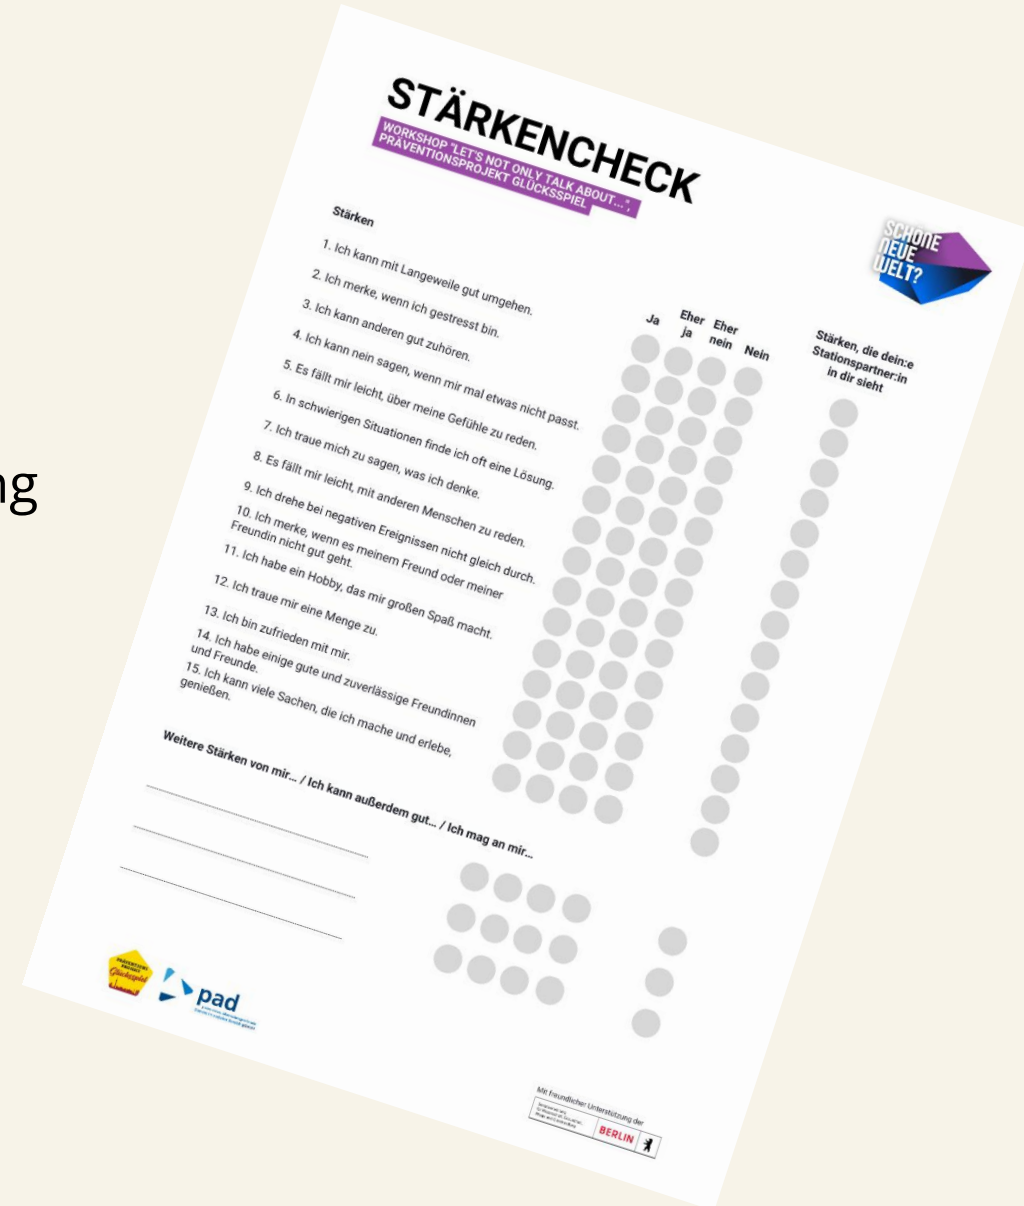 ng
STÄRKENCHECK
WORKSHOP "LET'S NOT ONLY TALK ABOUT...",
PRÄVENTIONSPROJEKT GLÜCKSSPIEL
SCHÖNE
NEUE
WELT?
Stärken
Ja
Eher
ja
Eher
nein
Nein
Stärken, die dein:e
Stationspartner:in
in dir sieht
1. Ich kann mit Langeweile gut umgehen.
2. Ich merke, wenn ich gestresst bin.
3. Ich kann anderen gut zuhören.
4. Ich kann nein sagen, wenn mir mal etwas nicht passt.
5. Es fällt mir leicht, über meine Gefühle zu reden.
6. In schwierigen Situationen finde ich oft eine Lösung.
7. Ich traue mich zu sagen, was ich denke.
8. Es fällt mir leicht, mit anderen Menschen zu reden.
9. Ich drehe bei negativen Ereignissen nicht gleich durch.
10. Ich merke, wenn es meinem Freund oder meiner
Freundin nicht gut geht.
11. Ich habe ein Hobby, das mir großen Spaß macht.
12. Ich traue mir eine Menge zu.
13. Ich bin zufrieden mit mir.
14. Ich habe einige gute und zuverlässige Freundinnen
und Freunde.
15. Ich kann viele Sachen, die ich mache und erlebe,
genießen.
Weitere Stärken von mir... / Ich kann außerdem gut... / Ich mag an mir...
PRÄVENTIONS
PROJEKT
Glücksspiel
pad
Mit freundlicher Unterstützung der
BERLIN